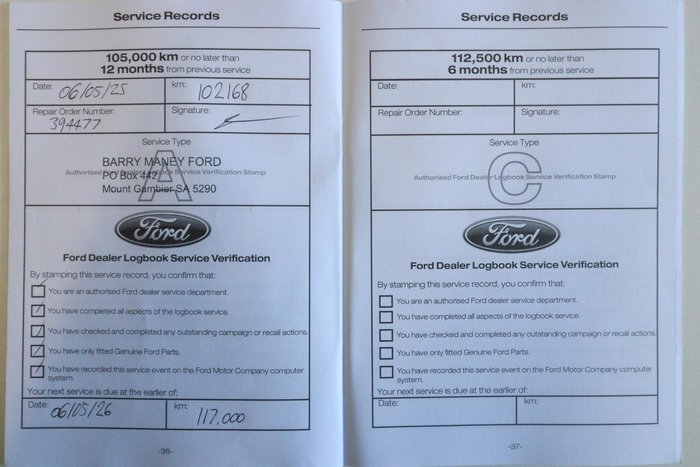 Service Records
105,000 km or no later than
12 months from previous service
Date: 06/05/25 km: 102168
Repair Order Number: 394477 Signature:
Service Type
A
BARRY MANEY FORD
Authorised Ford Dealer Logbook Service Verification Stamp
PO Box 442
Mount Gambier SA 5290
Ford
Ford Dealer Logbook Service Verification
By stamping this service record, you confirm that:
You are an authorised Ford dealer service department.
You have completed all aspects of the logbook service.
You have checked and completed any outstanding campaign or recall actions.
You have only fitted Genuine Ford Parts.
You have recorded this service event on the Ford Motor Company computer
system.
Your next service is due at the earlier of:
Date: 06/05/26 km: 117,000
-36-
Service Records
112,500 km or no later than
6 months from previous service
Date: km:
Repair Order Number: Signature:
Service Type
C
Authorised Ford Dealer Logbook Service Verification Stamp
Ford
Ford Dealer Logbook Service Verification
By stamping this service record, you confirm that:
You are an authorised Ford dealer service department.
You have completed all aspects of the logbook service.
You have checked and completed any outstanding campaign or recall actions.
You have only fitted Genuine Ford Parts.
You have recorded this service event on the Ford Motor Company computer
system.
Your next service is due at the earlier of:
Date: km:
-37-